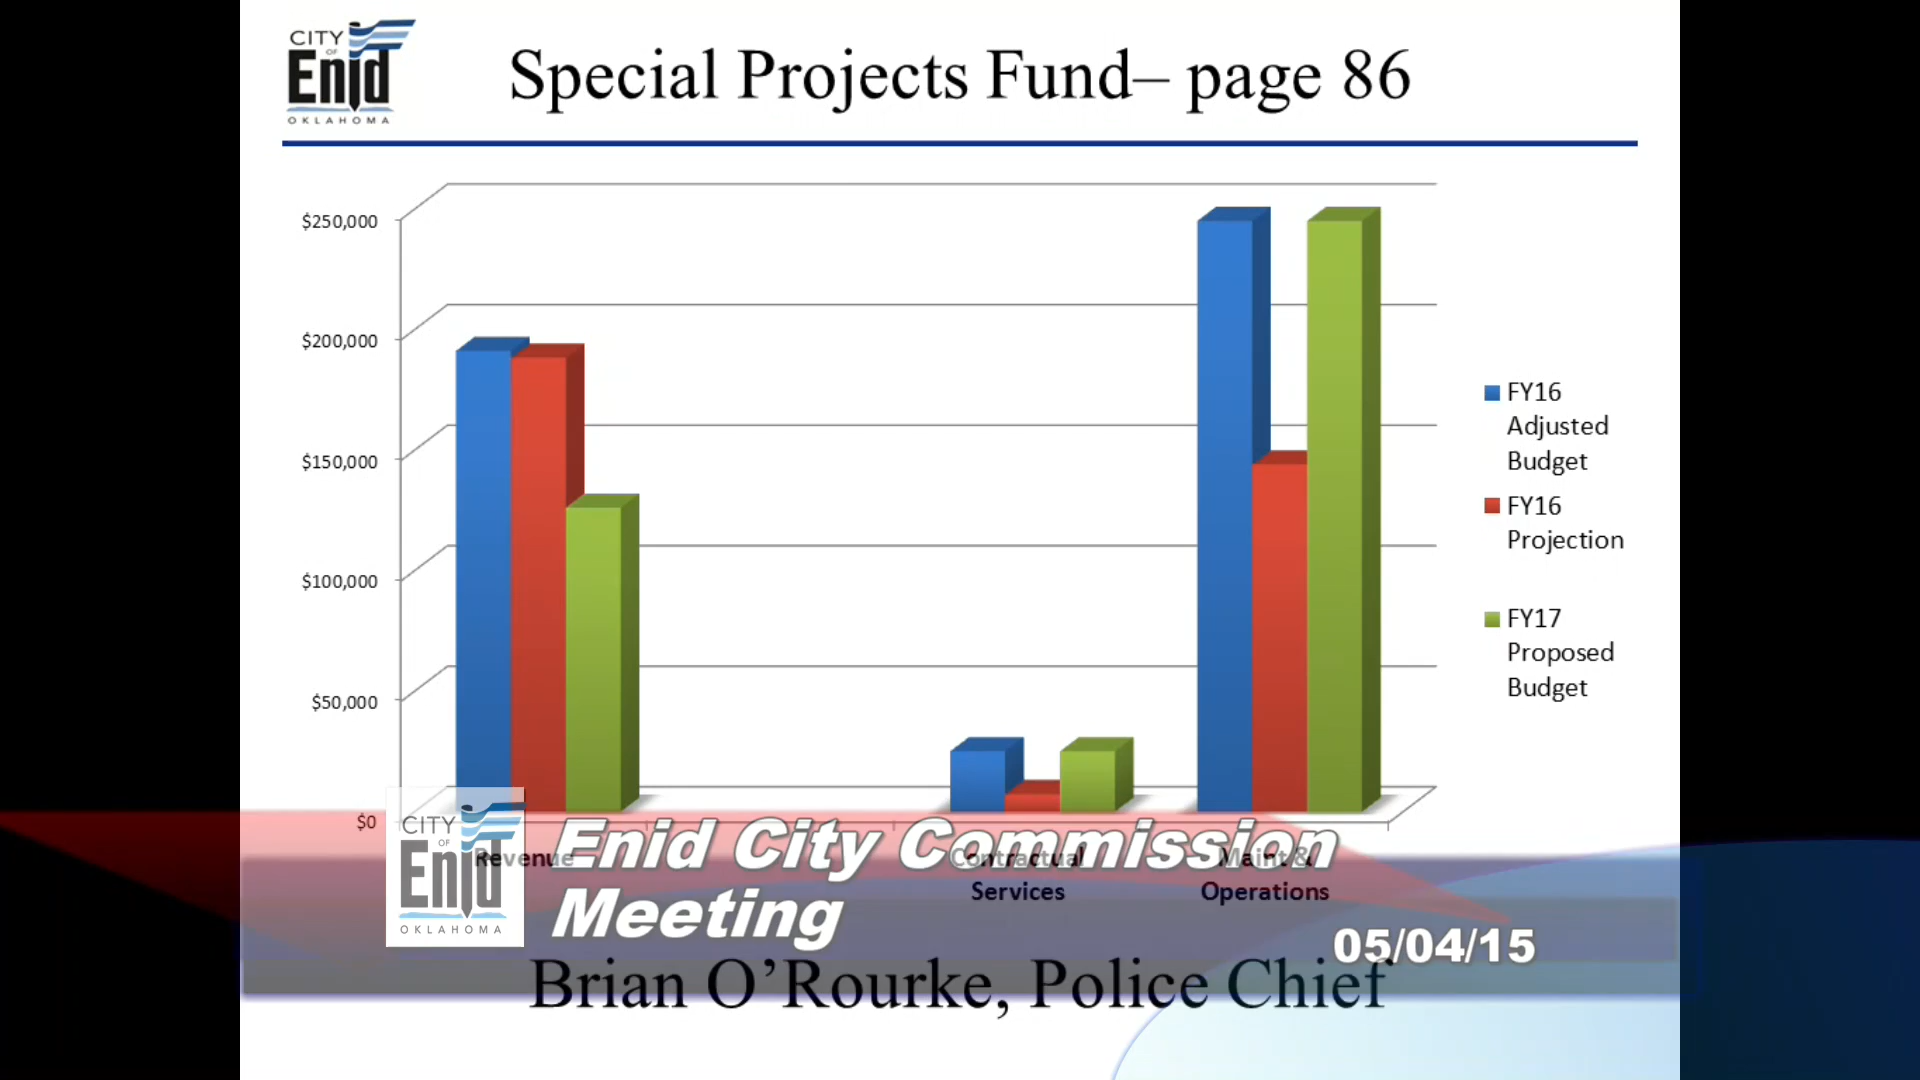 CITY
OF
Enid
OKLAHOMA
Special Projects Fund– page 86
$250,000
$200,000
$150,000
$100,000
$50,000
$0
FY16
Adjusted
Budget
FY16
Projection
FY17
Proposed
Budget
Revenue
Contractual
Services
Maint &
Operations
CITY
OF
Enid
OKLAHOMA
Enid City Commission
Meeting
05/04/15
Brian O’Rourke, Police Chief